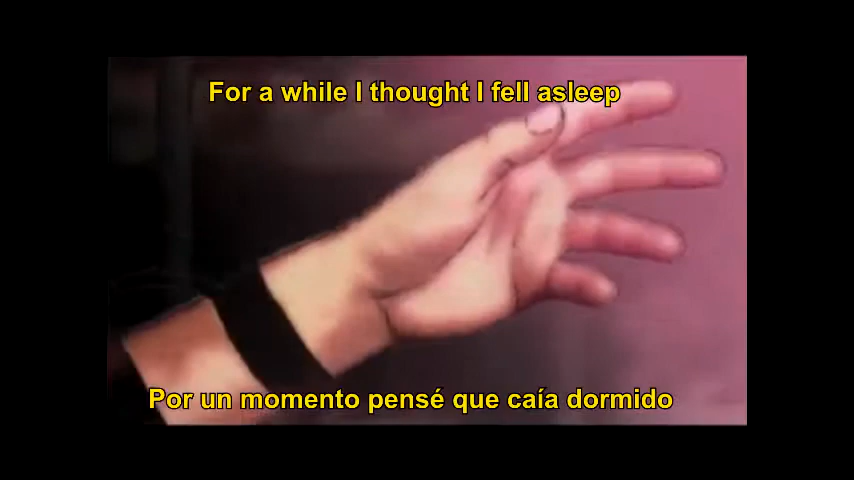 For a while I thought I fell asleep
Por un momento pensé que caía dormido